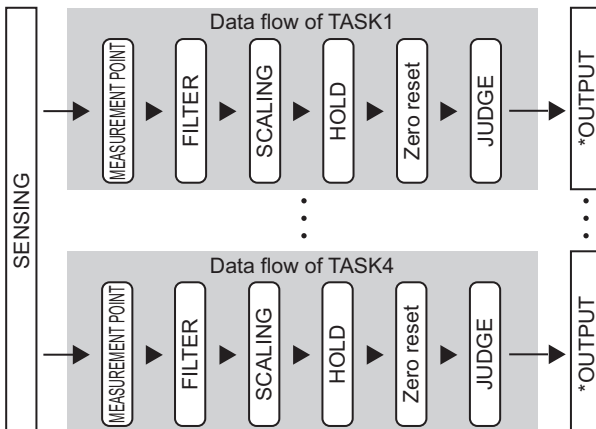 SENSING
Data flow of TASK1
MEASUREMENT POINT
FILTER
SCALING
HOLD
Zero reset
JUDGE
*OUTPUT
Data flow of TASK4
MEASUREMENT POINT
FILTER
SCALING
HOLD
Zero reset
JUDGE
*OUTPUT